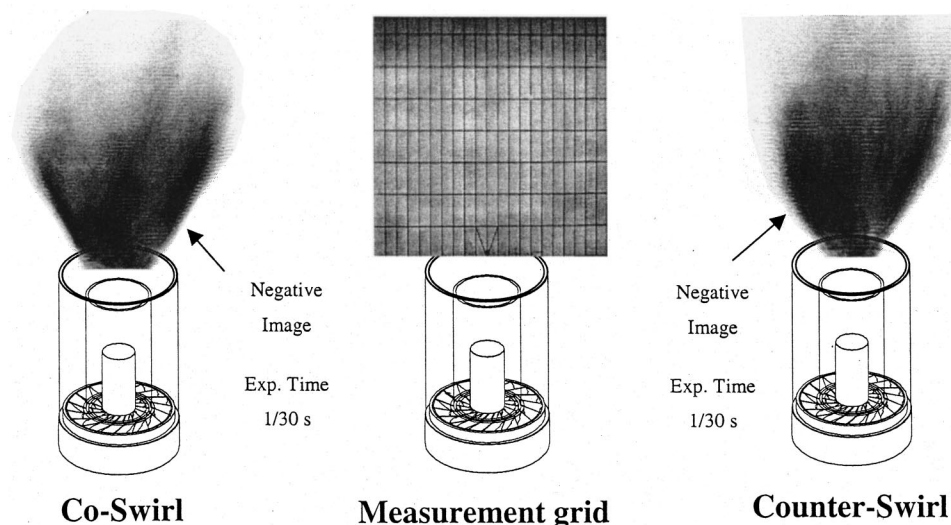 Negative
Image
Exp. Time
1/30 s
Negative
Image
Exp. Time
1/30 s
Co-Swirl
Measurement grid
Counter-Swirl